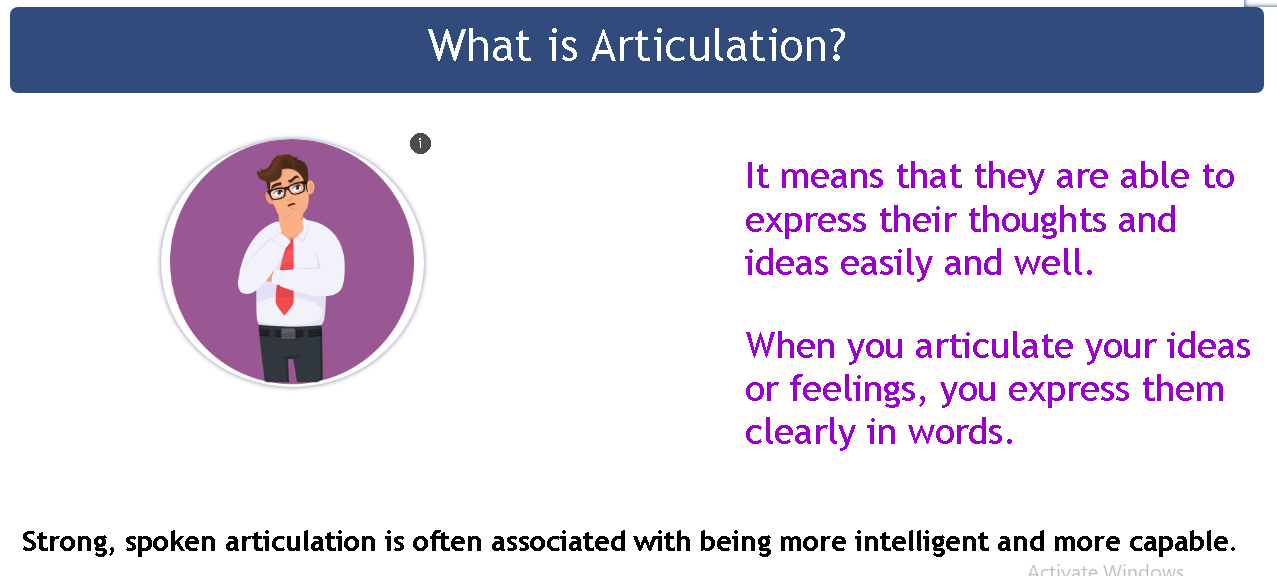 What is Articulation?
i
It means that they are able to
express their thoughts and
ideas easily and well.
When you articulate your ideas
or feelings, you express them
clearly in words.
Strong, spoken articulation is often associated with being more intelligent and more capable.
Activate Windows